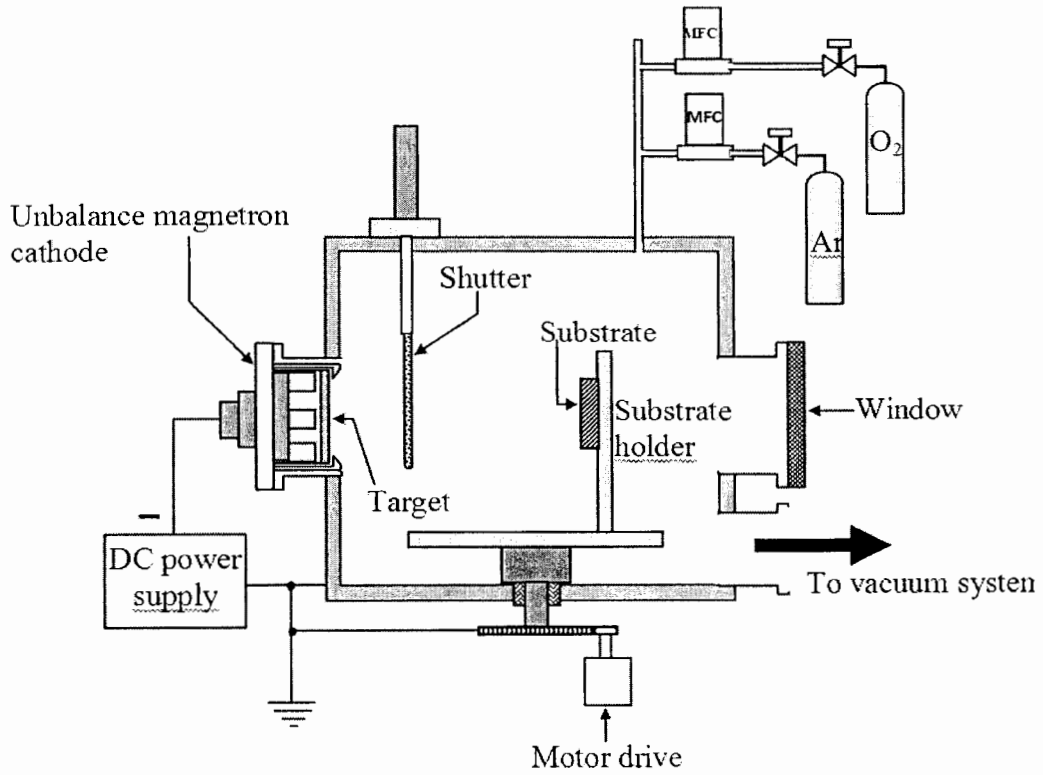 MFC
MFC
O2
Ar
Unbalance magnetron
cathode
Shutter
Substrate
Substrate
holder
Window
Target
DC power
supply
To vacuum systen
Motor drive